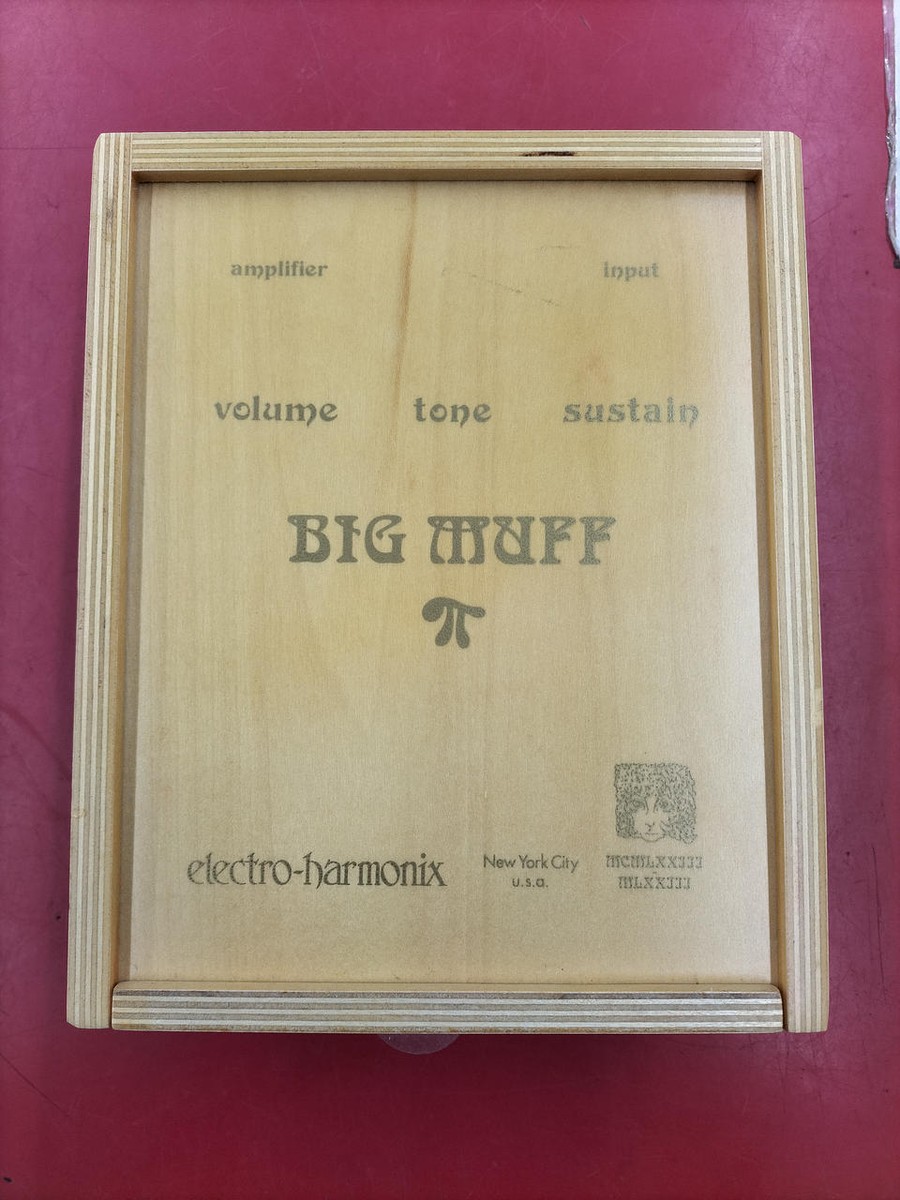 amplifier input
volume tone sustain
BIG MUFF
π
electro-harmonix
New York City
u.s.a.
MCMLXXIII
MLXXIII